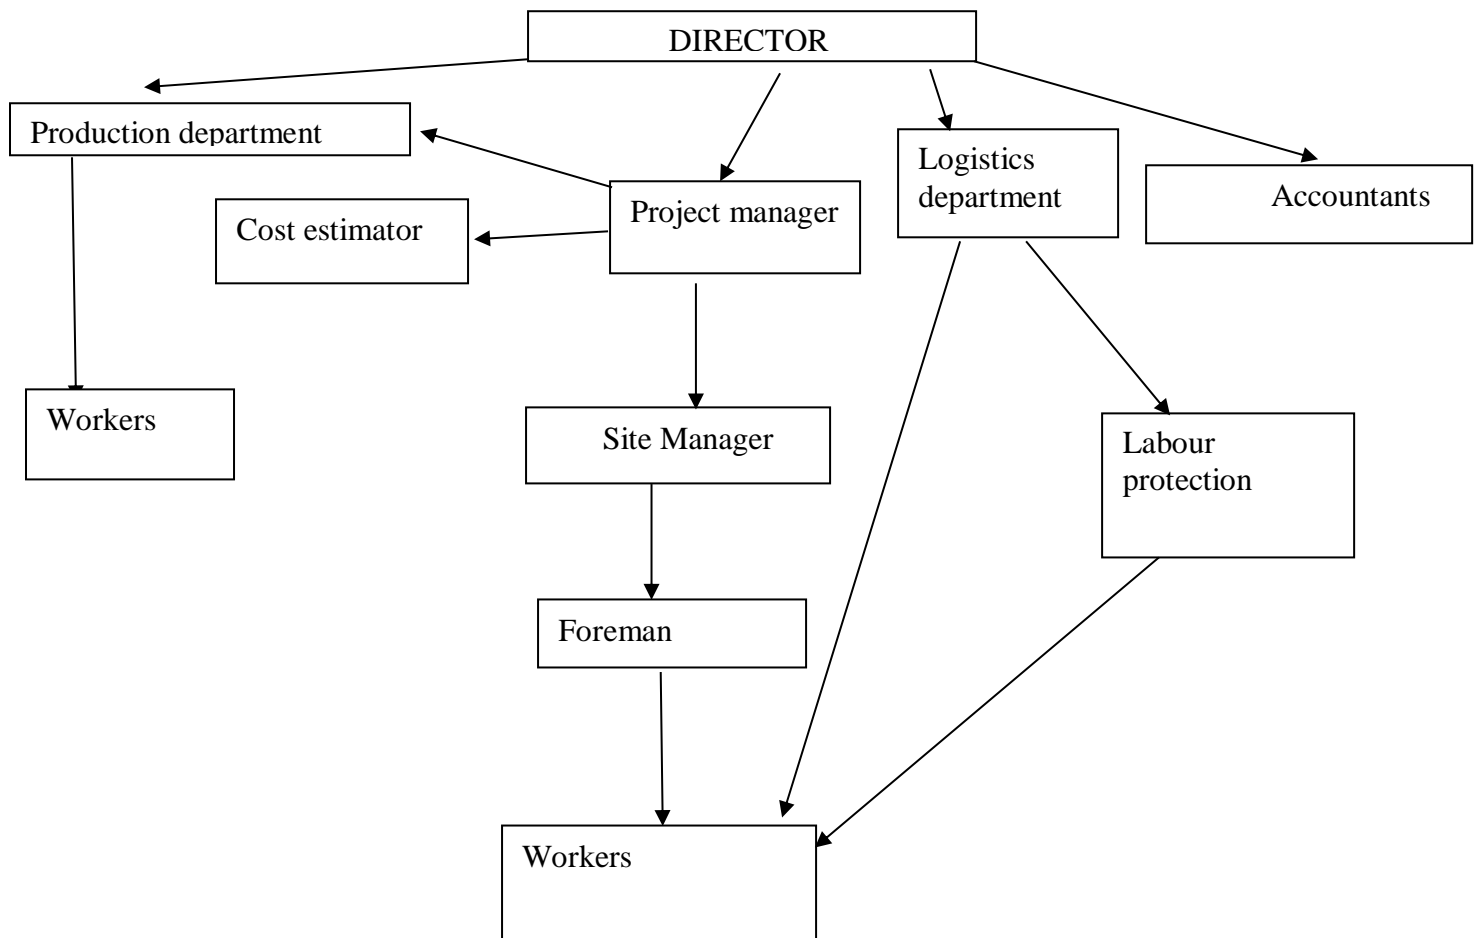 DIRECTOR
Production department
Logistics
department
Accountants
Project manager
Cost estimator
Workers
Site Manager
Labour
protection
Foreman
Workers